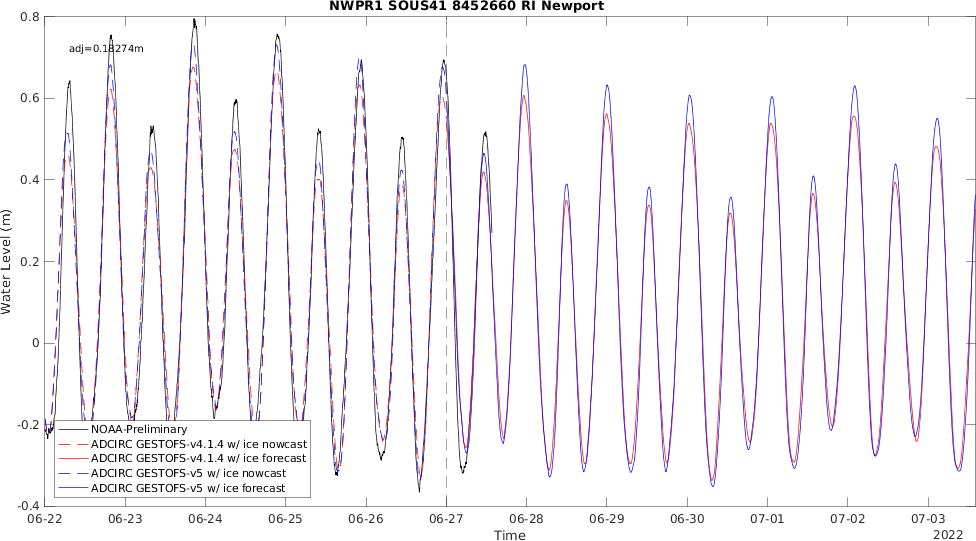 NWPR1 SOUS41 8452660 RI Newport
0.8
adj=0.18274m
0.6
0.4
0.2
0
-0.2
-0.4
Water Level (m)
NOAA-Preliminary
ADCIRC GESTOFS-v4.1.4 w/ ice nowcast
ADCIRC GESTOFS-v4.1.4 w/ ice forecast
ADCIRC GESTOFS-v5 w/ ice nowcast
ADCIRC GESTOFS-v5 w/ ice forecast
06-22 06-23 06-24 06-25 06-26 06-27 06-28 06-29 06-30 07-01 07-02 07-03
Time
2022